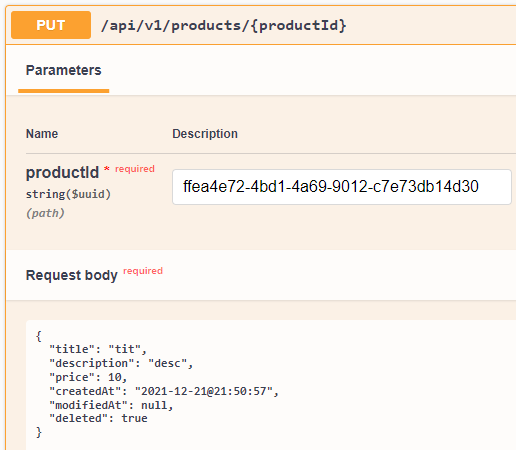 PUT /api/v1/products/{productId}
Parameters
Name Description
productId * required
string($uuid)
(path)
ffea4e72-4bd1-4a69-9012-c7e73db14d30
Request body required
{
  "title": "tit",
  "description": "desc",
  "price": 10,
  "createdAt": "2021-12-21@21:50:57",
  "modifiedAt": null,
  "deleted": true
}